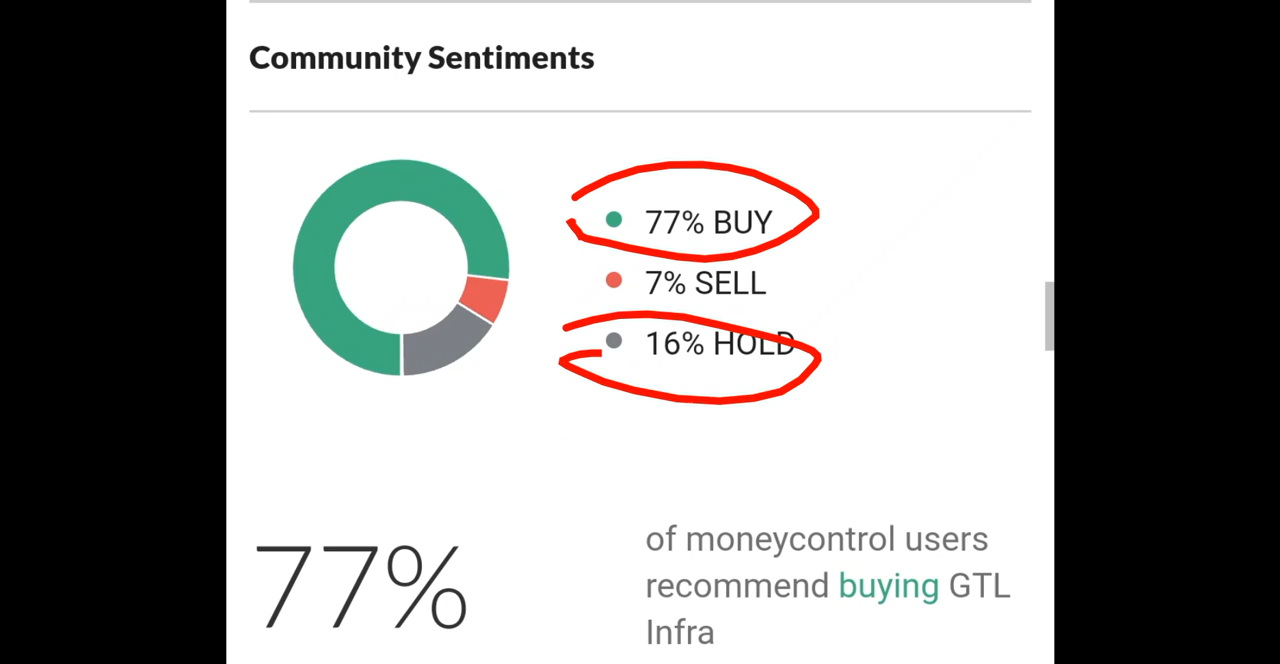 Community Sentiments
77% BUY
7% SELL
16% HOLD
77%
of moneycontrol users
recommend buying GTL
Infra